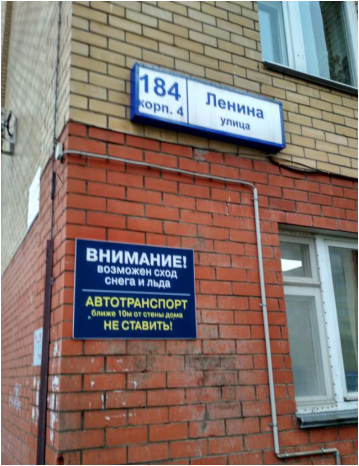 184
корп. 4
Ленина
улица
ВНИМАНИЕ!
возможен сход
снега и льда
АВТОТРАНСПОРТ
ближе 10м от стены дома
НЕ СТАВИТЬ!